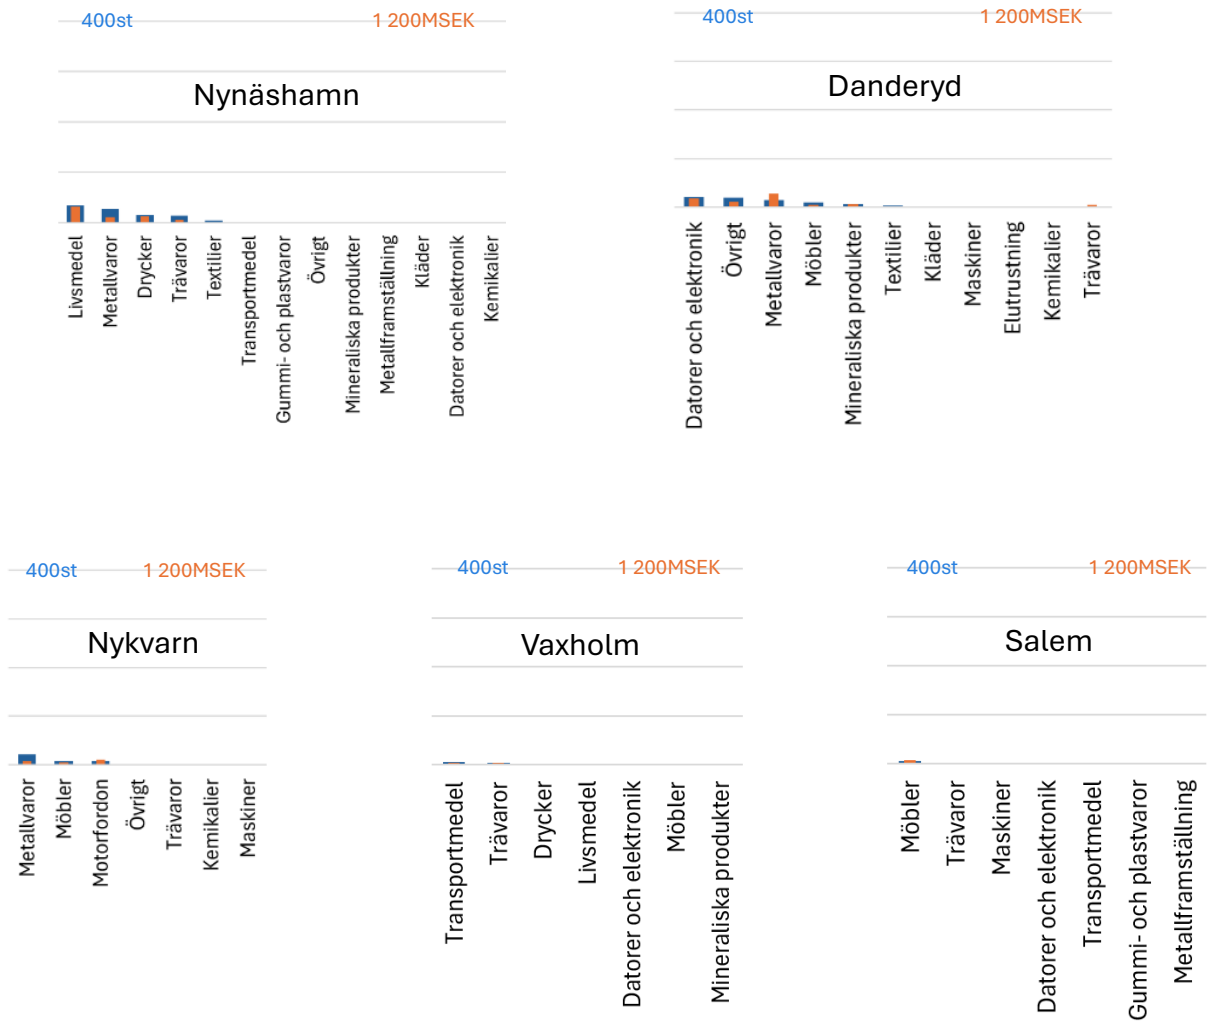 400st
1 200MSEK
Nynäshamn
Livsmedel
Metallvaror
Drycker
Trävaror
Textilier
Transportmedel
Gummi- och plastvaror
Övrigt
Mineraliska produkter
Metallframställning
Kläder
Datorer och elektronik
Kemikalier
400st
1 200MSEK
Danderyd
Datorer och elektronik
Övrigt
Metallvaror
Möbler
Mineraliska produkter
Textilier
Kläder
Maskiner
Elutrustning
Kemikalier
Trävaror
400st
1 200MSEK
Nykvarn
Metallvaror
Möbler
Motorfordon
Övrigt
Trävaror
Kemikalier
Maskiner
400st
1 200MSEK
Vaxholm
Transportmedel
Trävaror
Drycker
Livsmedel
Datorer och elektronik
Möbler
Mineraliska produkter
400st
1 200MSEK
Salem
Möbler
Trävaror
Maskiner
Datorer och elektronik
Transportmedel
Gummi- och plastvaror
Metallframställning